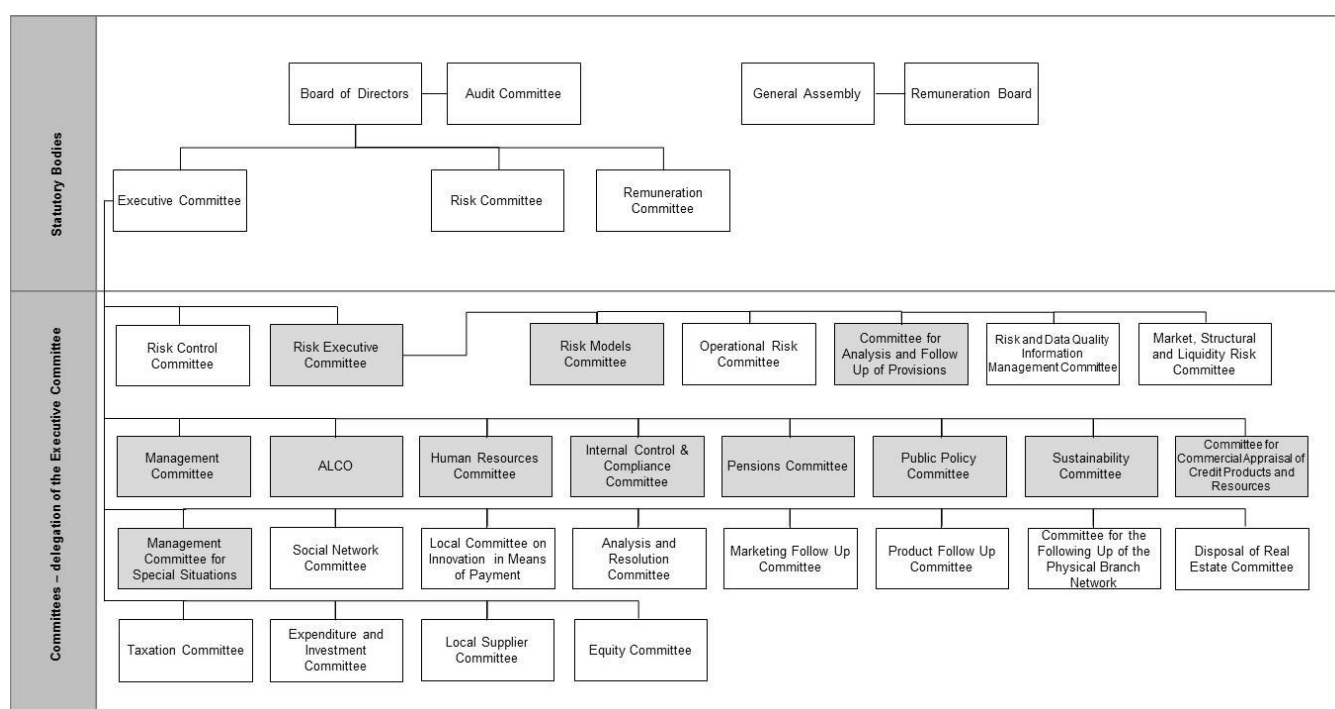 Statutory Bodies
Board of Directors
Audit Committee
General Assembly
Remuneration Board
Executive Committee
Risk Committee
Remuneration
Committee
Committees – delegation of the Executive Committee
Risk Control
Committee
Risk Executive
Committee
Risk Models
Committee
Operational Risk
Committee
Committee for
Analysis and Follow
Up of Provisions
Risk and Data Quality
Information
Management Committee
Market, Structural
and Liquidity Risk
Committee
Management
Committee
ALCO
Human Resources
Committee
Internal Control &
Compliance
Committee
Pensions Committee
Public Policy
Committee
Sustainability
Committee
Committee for
Commercial Appraisal of
Credit Products and
Resources
Management
Committee for
Special Situations
Social Network
Committee
Local Committee on
Innovation in Means
of Payment
Analysis and
Resolution
Committee
Marketing Follow Up
Committee
Product Follow Up
Committee
Committee for the
Following Up of the
Physical Branch
Network
Disposal of Real
Estate Committee
Taxation Committee
Expenditure and
Investment
Committee
Local Supplier
Committee
Equity Committee